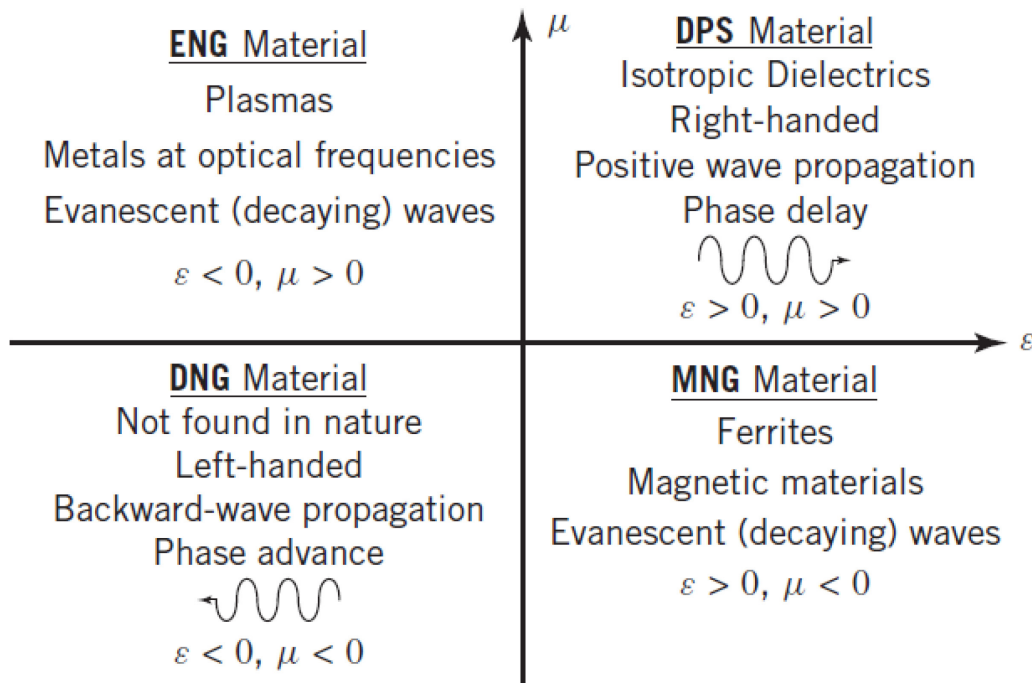 μ
ENG Material
Plasmas
Metals at optical frequencies
Evanescent (decaying) waves
ε < 0, μ > 0
DPS Material
Isotropic Dielectrics
Right-handed
Positive wave propagation
Phase delay
ε > 0, μ > 0
ε
DNG Material
Not found in nature
Left-handed
Backward-wave propagation
Phase advance
ε < 0, μ < 0
MNG Material
Ferrites
Magnetic materials
Evanescent (decaying) waves
ε > 0, μ < 0